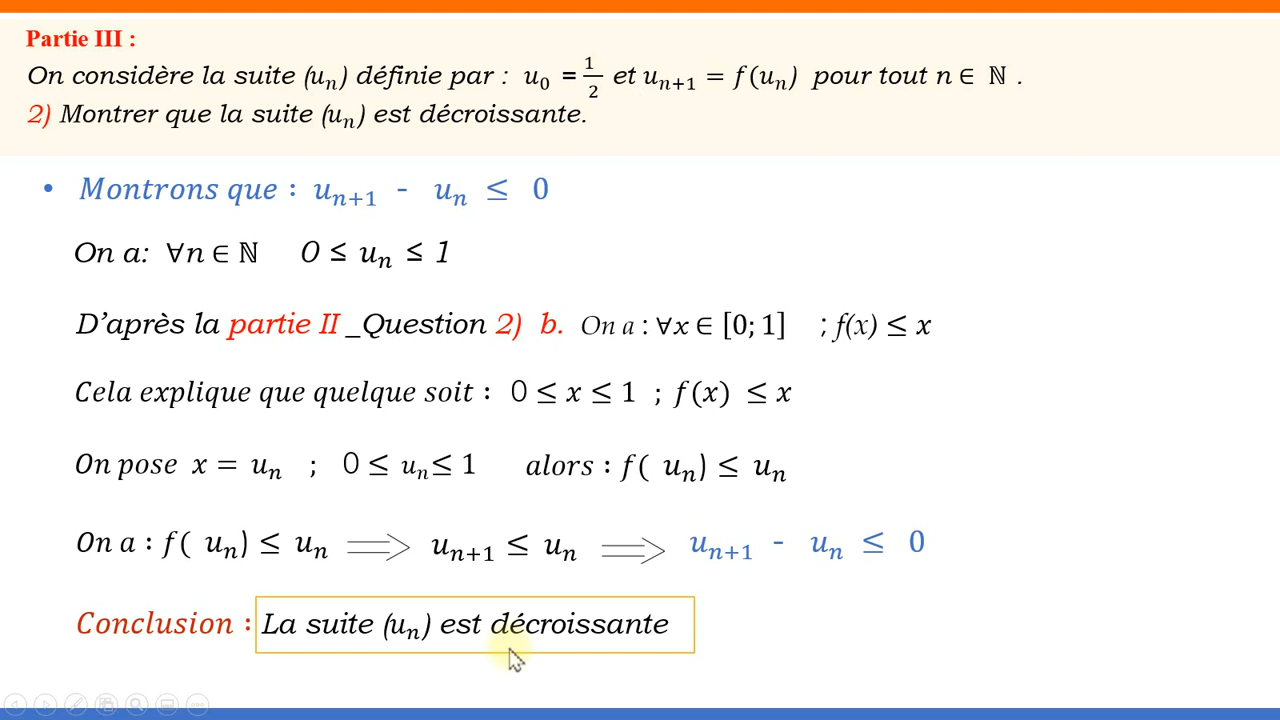 Partie III :
On considère la suite (uₙ) définie par : u₀ = 1/2 et uₙ₊₁ = f(uₙ) pour tout n ∈ ℕ .
2) Montrer que la suite (uₙ) est décroissante.
• Montrons que : uₙ₊₁ - uₙ ≤ 0
On a: ∀n ∈ ℕ 0 ≤ uₙ ≤ 1
D’après la partie II _Question 2) b. On a : ∀x ∈ [0; 1] ; f(x) ≤ x
Cela explique que quelque soit : 0 ≤ x ≤ 1 ; f(x) ≤ x
On pose x = uₙ ; 0 ≤ uₙ ≤ 1 alors : f( uₙ) ≤ uₙ
On a : f( uₙ) ≤ uₙ ⟹ uₙ₊₁ ≤ uₙ ⟹ uₙ₊₁ - uₙ ≤ 0
Conclusion : La suite (uₙ) est décroissante